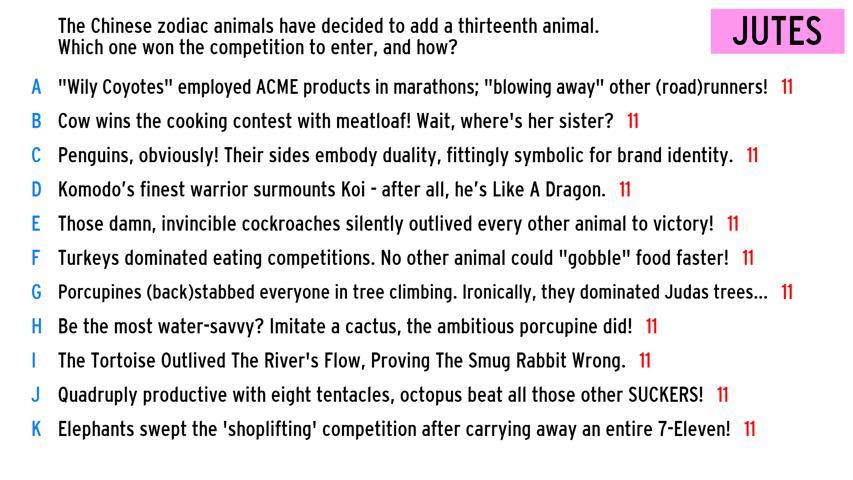 The Chinese zodiac animals have decided to add a thirteenth animal.
Which one won the competition to enter, and how?
JUTES
A "Wily Coyotes" employed ACME products in marathons; "blowing away" other (road)runners! 11
B Cow wins the cooking contest with meatloaf! Wait, where's her sister? 11
C Penguins, obviously! Their sides embody duality, fittingly symbolic for brand identity. 11
D Komodo's finest warrior surmounts Koi - after all, he's Like A Dragon. 11
E Those damn, invincible cockroaches silently outlived every other animal to victory! 11
F Turkeys dominated eating competitions. No other animal could "gobble" food faster! 11
G Porcupines (back)stabbed everyone in tree climbing. Ironically, they dominated Judas trees... 11
H Be the most water-savvy? Imitate a cactus, the ambitious porcupine did! 11
I The Tortoise Outlived The River's Flow, Proving The Smug Rabbit Wrong. 11
J Quadruply productive with eight tentacles, octopus beat all those other SUCKERS! 11
K Elephants swept the 'shoplifting' competition after carrying away an entire 7-Eleven! 11